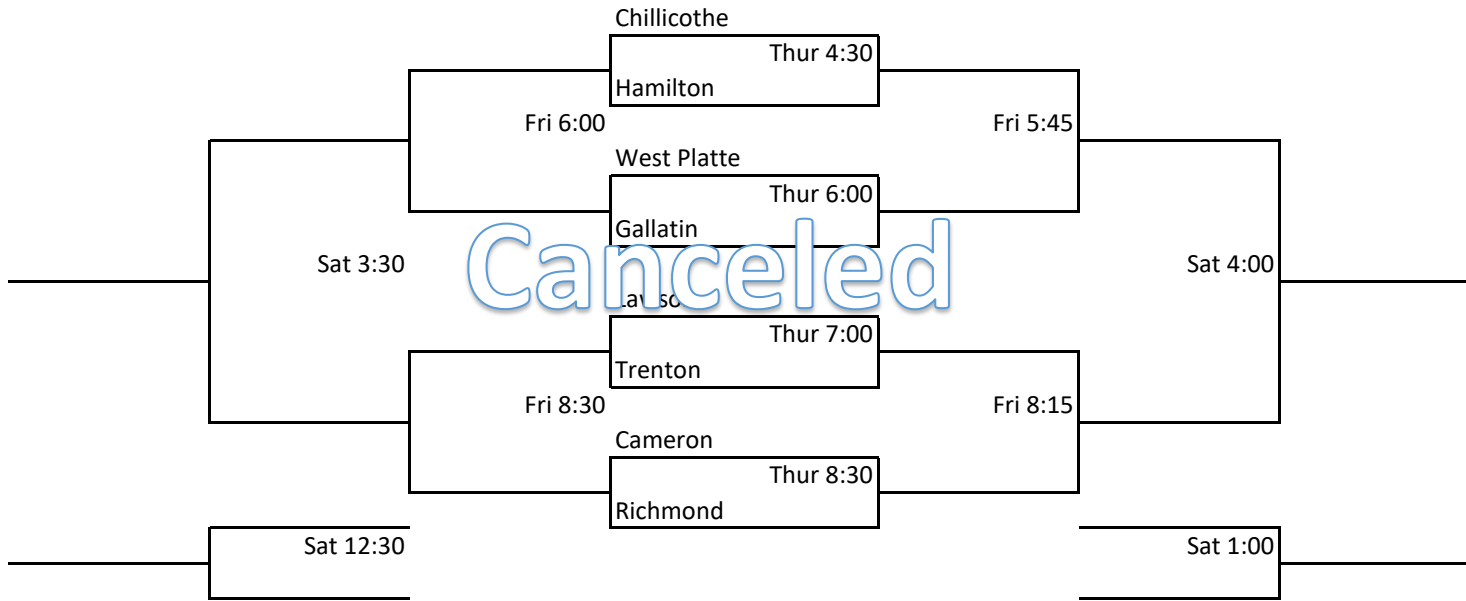 Chillicothe
Thur 4:30
Hamilton
Fri 6:00
Fri 5:45
West Platte
Thur 6:00
Gallatin
Canceled
Sat 3:30
Sat 4:00
Thur 7:00
Trenton
Fri 8:30
Fri 8:15
Cameron
Thur 8:30
Richmond
Sat 12:30
Sat 1:00